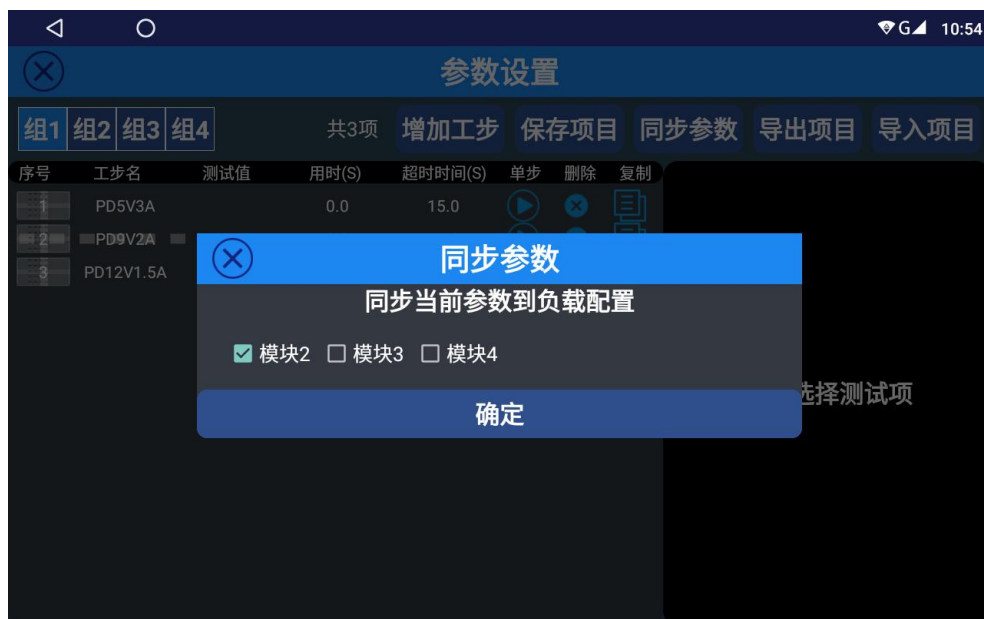 G 10:54
参数设置
组1 组2 组3 组4 共3项 增加工步 保存项目 同步参数 导出项目 导入项目
序号 工步名 测试值 用时(S) 超时时间(S) 单步 删除 复制
1 PD5V3A 0.0 15.0
2 PD9V2A
3 PD12V1.5A
同步参数
同步当前参数到负载配置
模块2 模块3 模块4
选择测试项
确定